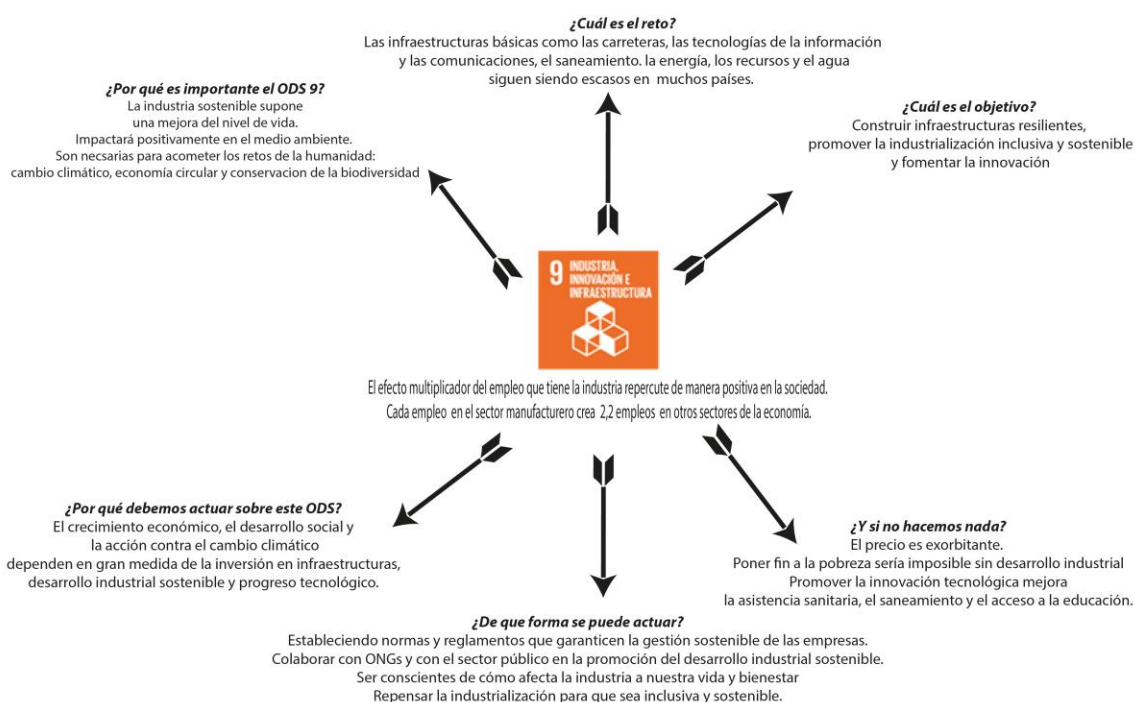 ¿Cuál es el reto?
Las infraestructuras básicas como las carreteras, las tecnologías de la información
y las comunicaciones, el saneamiento. la energía, los recursos y el agua
siguen siendo escasos en muchos países.
¿Por qué es importante el ODS 9?
La industria sostenible supone
una mejora del nivel de vida.
Impactará positivamente en el medio ambiente.
Son necsarias para acometer los retos de la humanidad:
cambio climático, economía circular y conservacion de la biodiversidad
¿Cuál es el objetivo?
Construir infraestructuras resilientes,
promover la industrialización inclusiva y sostenible
y fomentar la innovación
9 INDUSTRIA,
INNOVACIÓN E
INFRAESTRUCTURA
El efecto multiplicador del empleo que tiene la industria repercute de manera positiva en la sociedad.
Cada empleo en el sector manufacturero crea 2,2 empleos en otros sectores de la economía.
¿Por qué debemos actuar sobre este ODS?
El crecimiento económico, el desarrollo social y
la acción contra el cambio climático
dependen en gran medida de la inversión en infraestructuras,
desarrollo industrial sostenible y progreso tecnológico.
¿Y si no hacemos nada?
El precio es exorbitante.
Poner fin a la pobreza sería imposible sin desarrollo industrial
Promover la innovación tecnológica mejora
la asistencia sanitaria, el saneamiento y el acceso a la educación.
¿De que forma se puede actuar?
Estableciendo normas y reglamentos que garanticen la gestión sostenible de las empresas.
Colaborar con ONGs y con el sector público en la promoción del desarrollo industrial sostenible.
Ser conscientes de cómo afecta la industria a nuestra vida y bienestar
Repensar la industrialización para que sea inclusiva y sostenible.